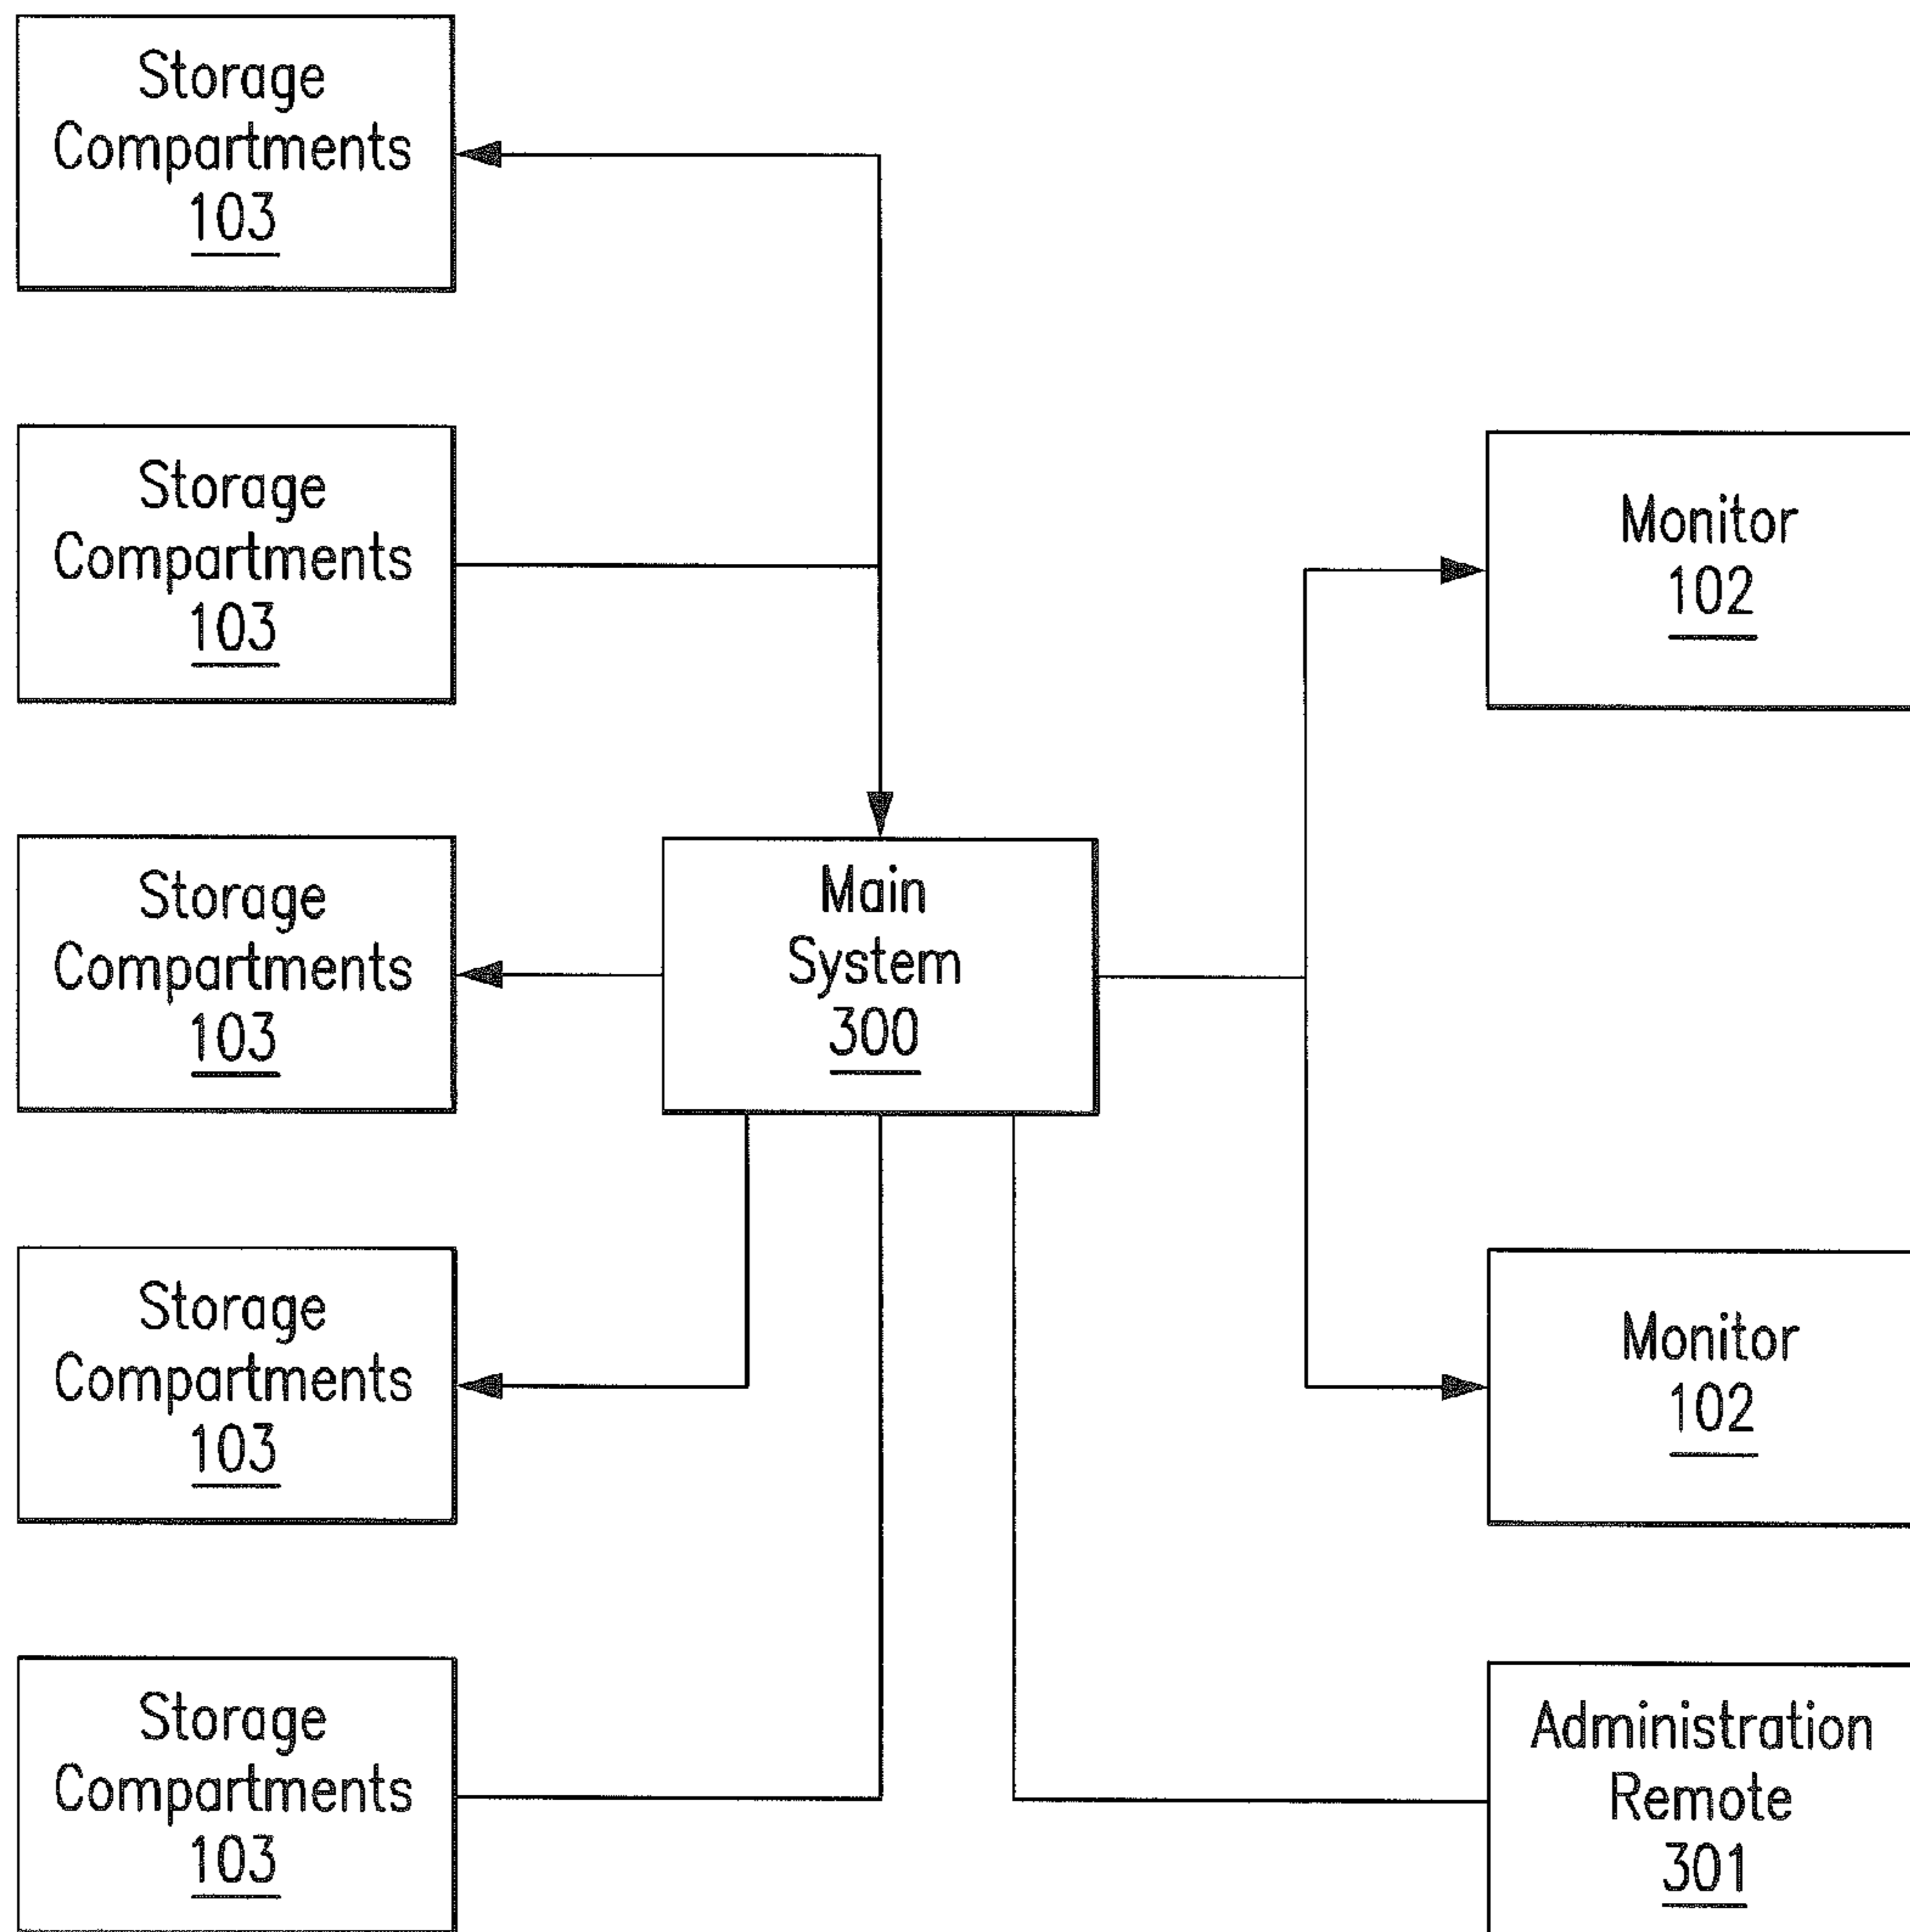 Storage
Compartments
103
Storage
Compartments
103
Monitor
102
Storage
Compartments
103
Main
System
300
Storage
Compartments
103
Monitor
102
Storage
Compartments
103
Administration
Remote
301